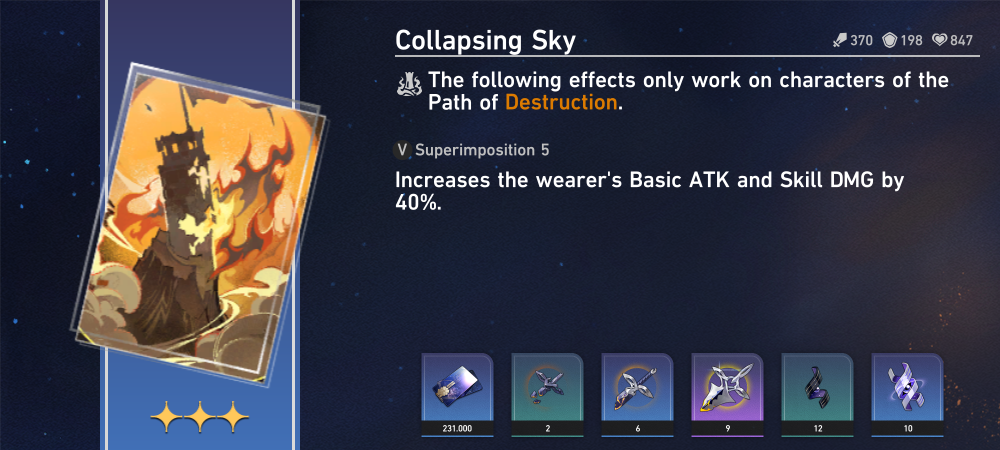 Collapsing Sky
370 198 847
The following effects only work on characters of the
Path of Destruction.
V Superimposition 5
Increases the wearer's Basic ATK and Skill DMG by
40%.
231.000 2 6 9 12 10